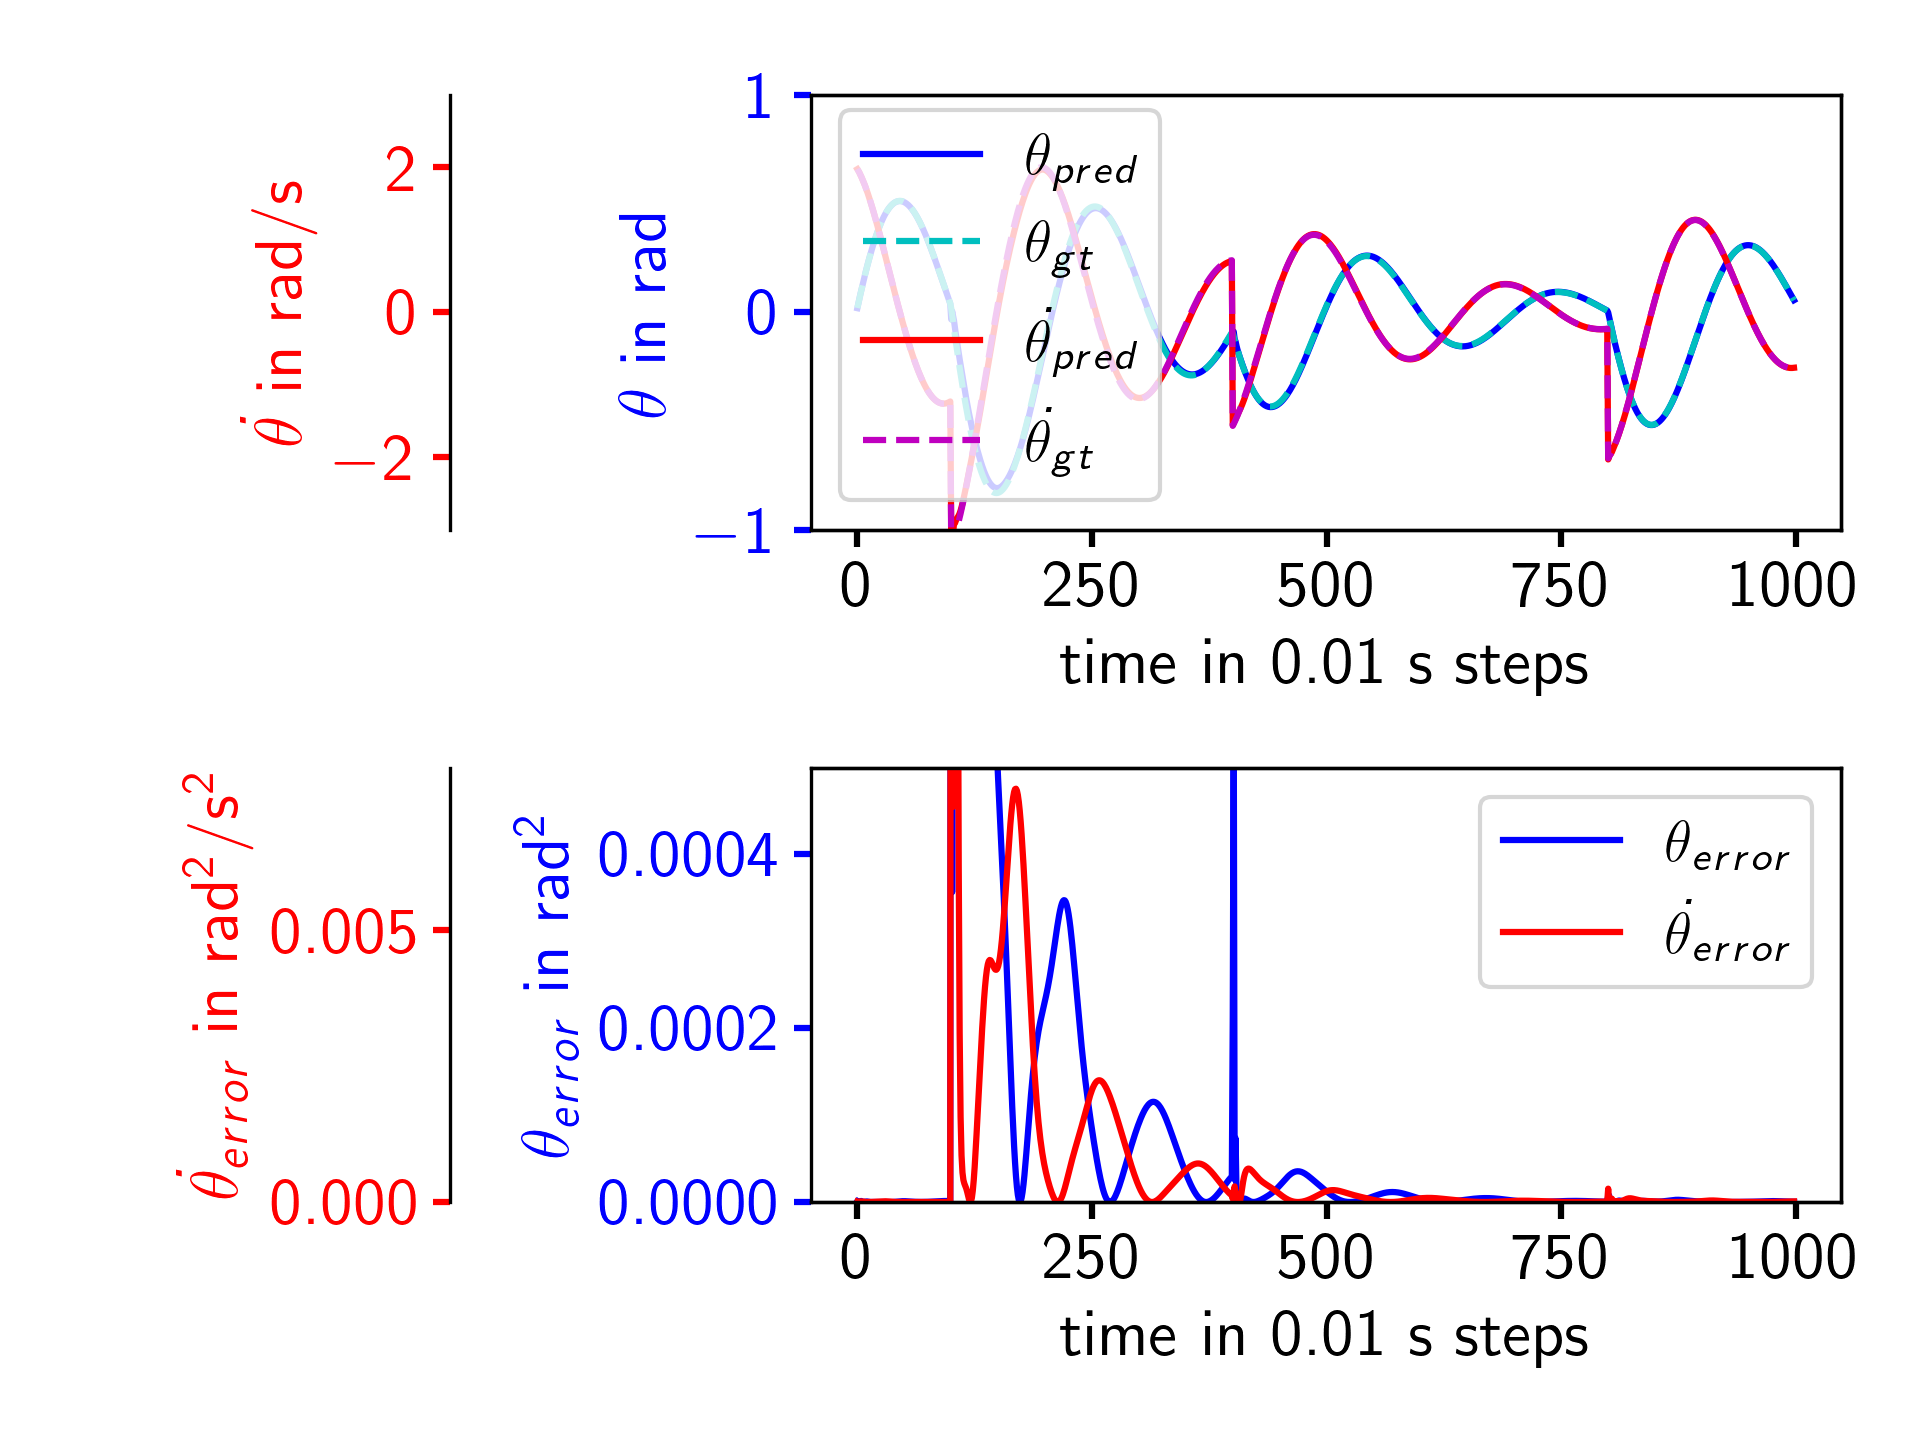 θ̇ in rad/s
2
0
−2
θ in rad
1
0
−1
θ_pred
θ_gt
θ̇_pred
θ̇_gt
0 250 500 750 1000
time in 0.01 s steps
θ̇_error in rad²/s²
0.005
0.000
θ_error in rad²
0.0004
0.0002
0.0000
θ_error
θ̇_error
0 250 500 750 1000
time in 0.01 s steps